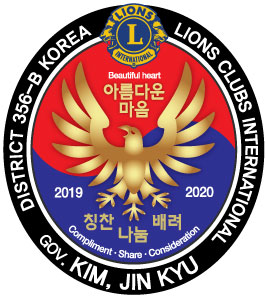 LIONS
L
INTERNATIONAL
DISTRICT 356-B KOREA
LIONS CLUBS INTERNATIONAL
Beautiful heart
아름다운
마음
2019
2020
칭찬
나눔
배려
Compliment · Share · Consideration
GOV. KIM, JIN KYU